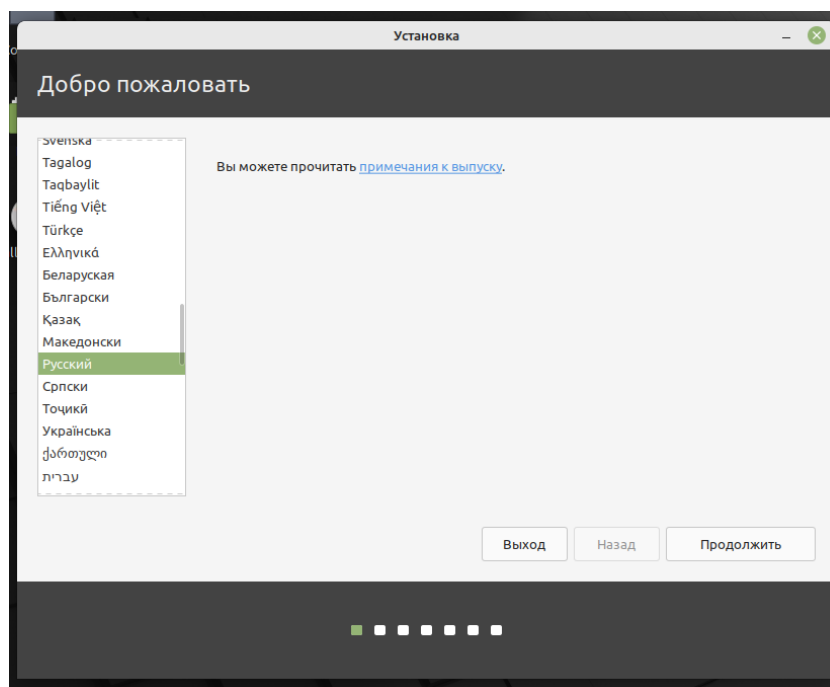 Установка
Добро пожаловать
Svenska
Tagalog
Taqbaylit
Tiếng Việt
Türkçe
Ελληνικά
Беларуская
Български
Қазақ
Македонски
Русский
Српски
Тоҷикӣ
Українська
ქართული
עברית
Вы можете прочитать примечания к выпуску.
Выход
Назад
Продолжить